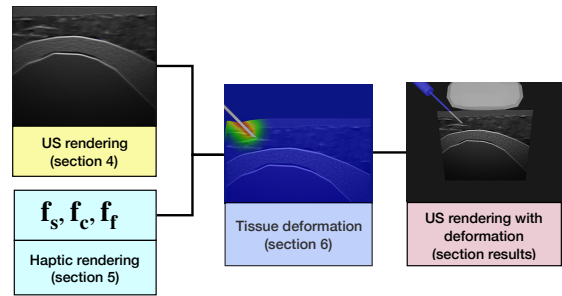 US rendering
(section 4)
f_s, f_c, f_f
Haptic rendering
(section 5)
Tissue deformation
(section 6)
US rendering with
deformation
(section results)